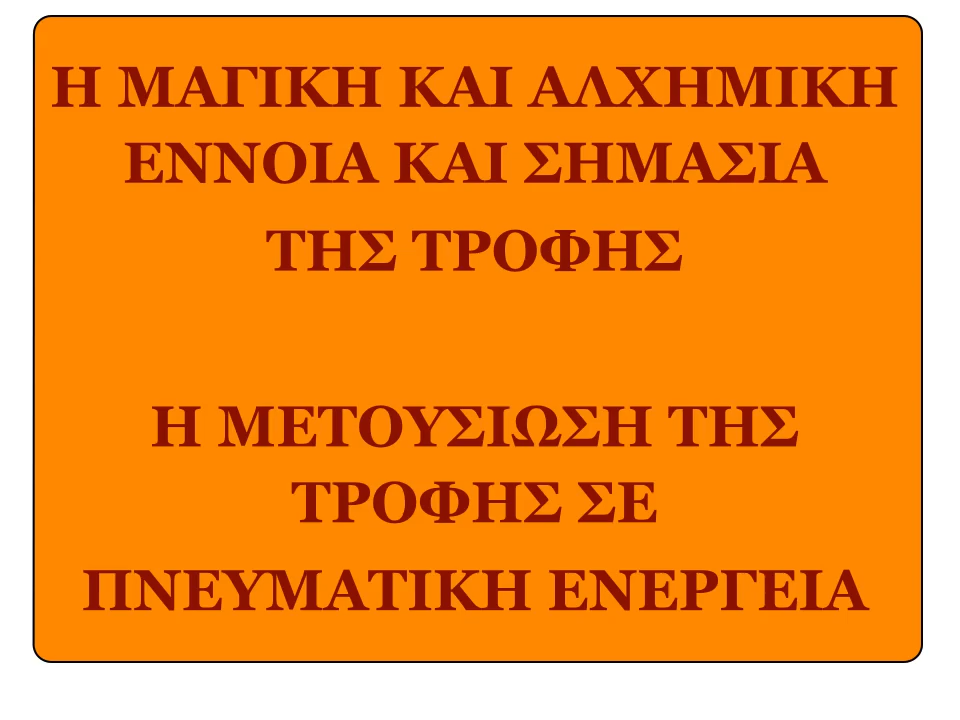 Η ΜΑΓΙΚΗ ΚΑΙ ΑΛΧΗΜΙΚΗ
ΕΝΝΟΙΑ ΚΑΙ ΣΗΜΑΣΙΑ
ΤΗΣ ΤΡΟΦΗΣ
Η ΜΕΤΟΥΣΙΩΣΗ ΤΗΣ
ΤΡΟΦΗΣ ΣΕ
ΠΝΕΥΜΑΤΙΚΗ ΕΝΕΡΓΕΙΑ